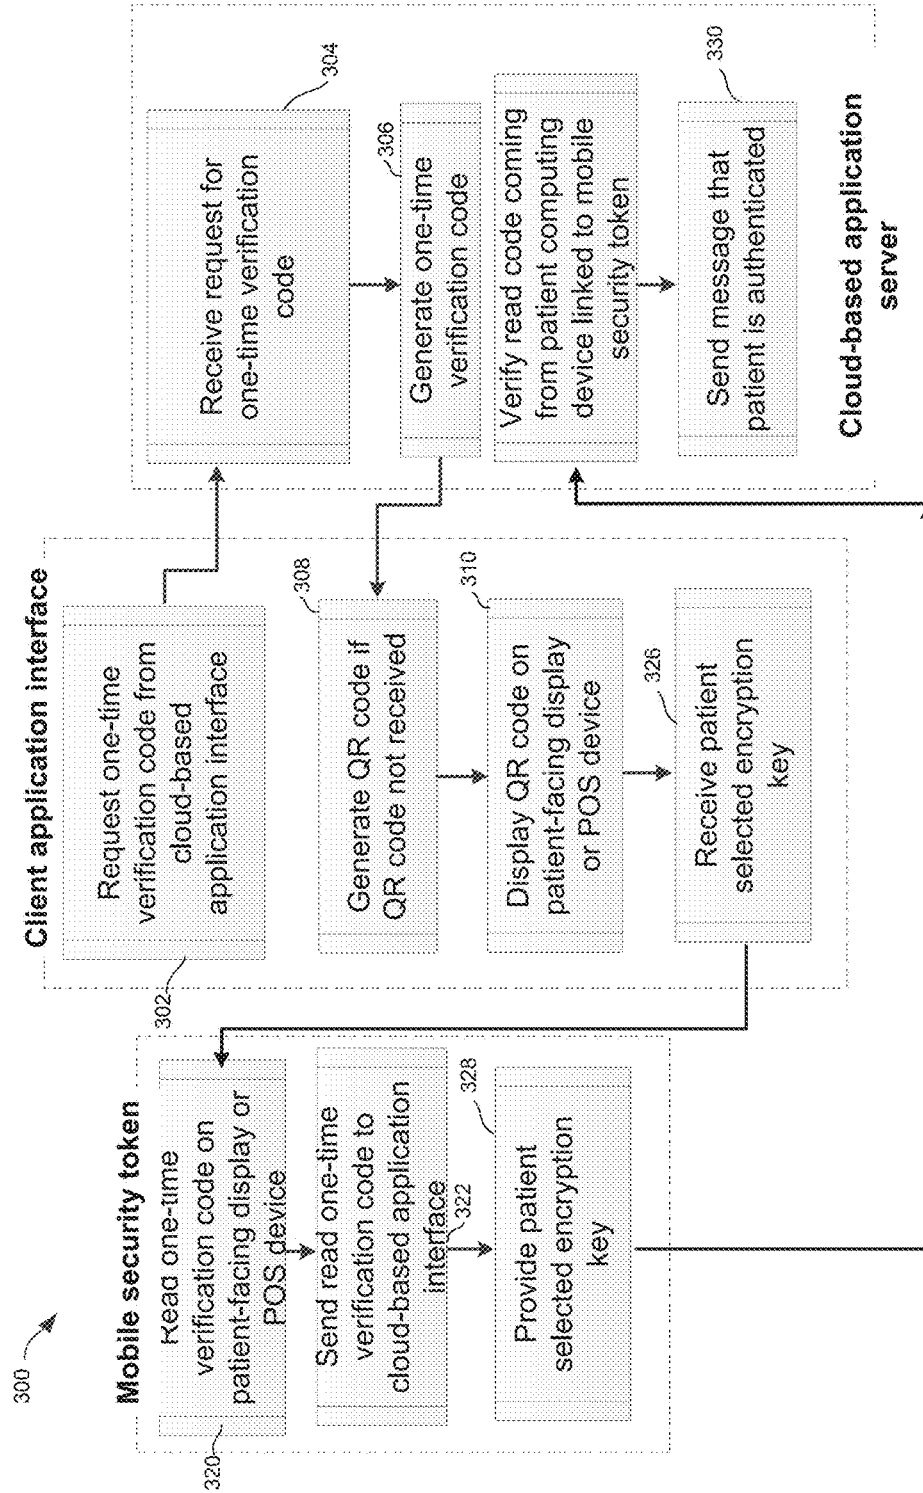 300
Mobile security token
320
Read one-time
verification code on
patient-facing display or
POS device
Send read one-time
verification code to
cloud-based application
interface
322
328
Provide patient
selected encryption
key
Client application interface
302
Request one-time
verification code from
cloud-based
application interface
308
Generate QR code if
QR code not received
310
Display QR code on
patient-facing display
or POS device
326
Receive patient
selected encryption
key
304
Receive request for
one-time verification
code
306
Generate one-time
verification code
Verify read code coming
from patient computing
device linked to mobile
security token
330
Send message that
patient is authenticated
Cloud-based application
server